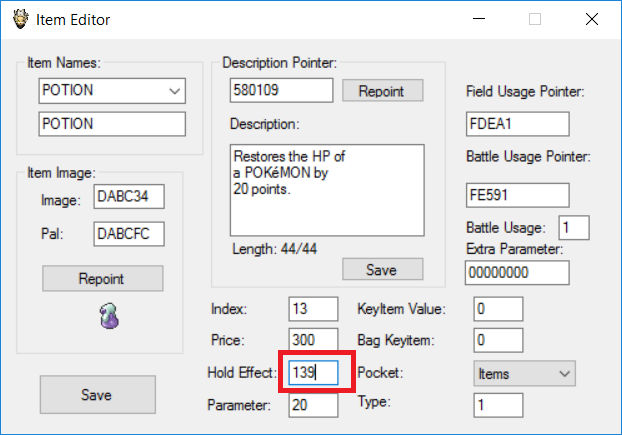 Item Editor
Item Names:
POTION
POTION
Item Image:
Image: DABC34
Pal: DABCFC
Repoint
Save
Description Pointer:
580109 Repoint
Description:
Restores the HP of
a POKéMON by
20 points.
Length: 44/44
Save
Field Usage Pointer:
FDEA1
Battle Usage Pointer:
FE591
Battle Usage: 1
Extra Parameter:
00000000
Index: 13
Price: 300
Hold Effect: 139
Parameter: 20
KeyItem Value: 0
Bag Keyitem: 0
Pocket: Items
Type: 1